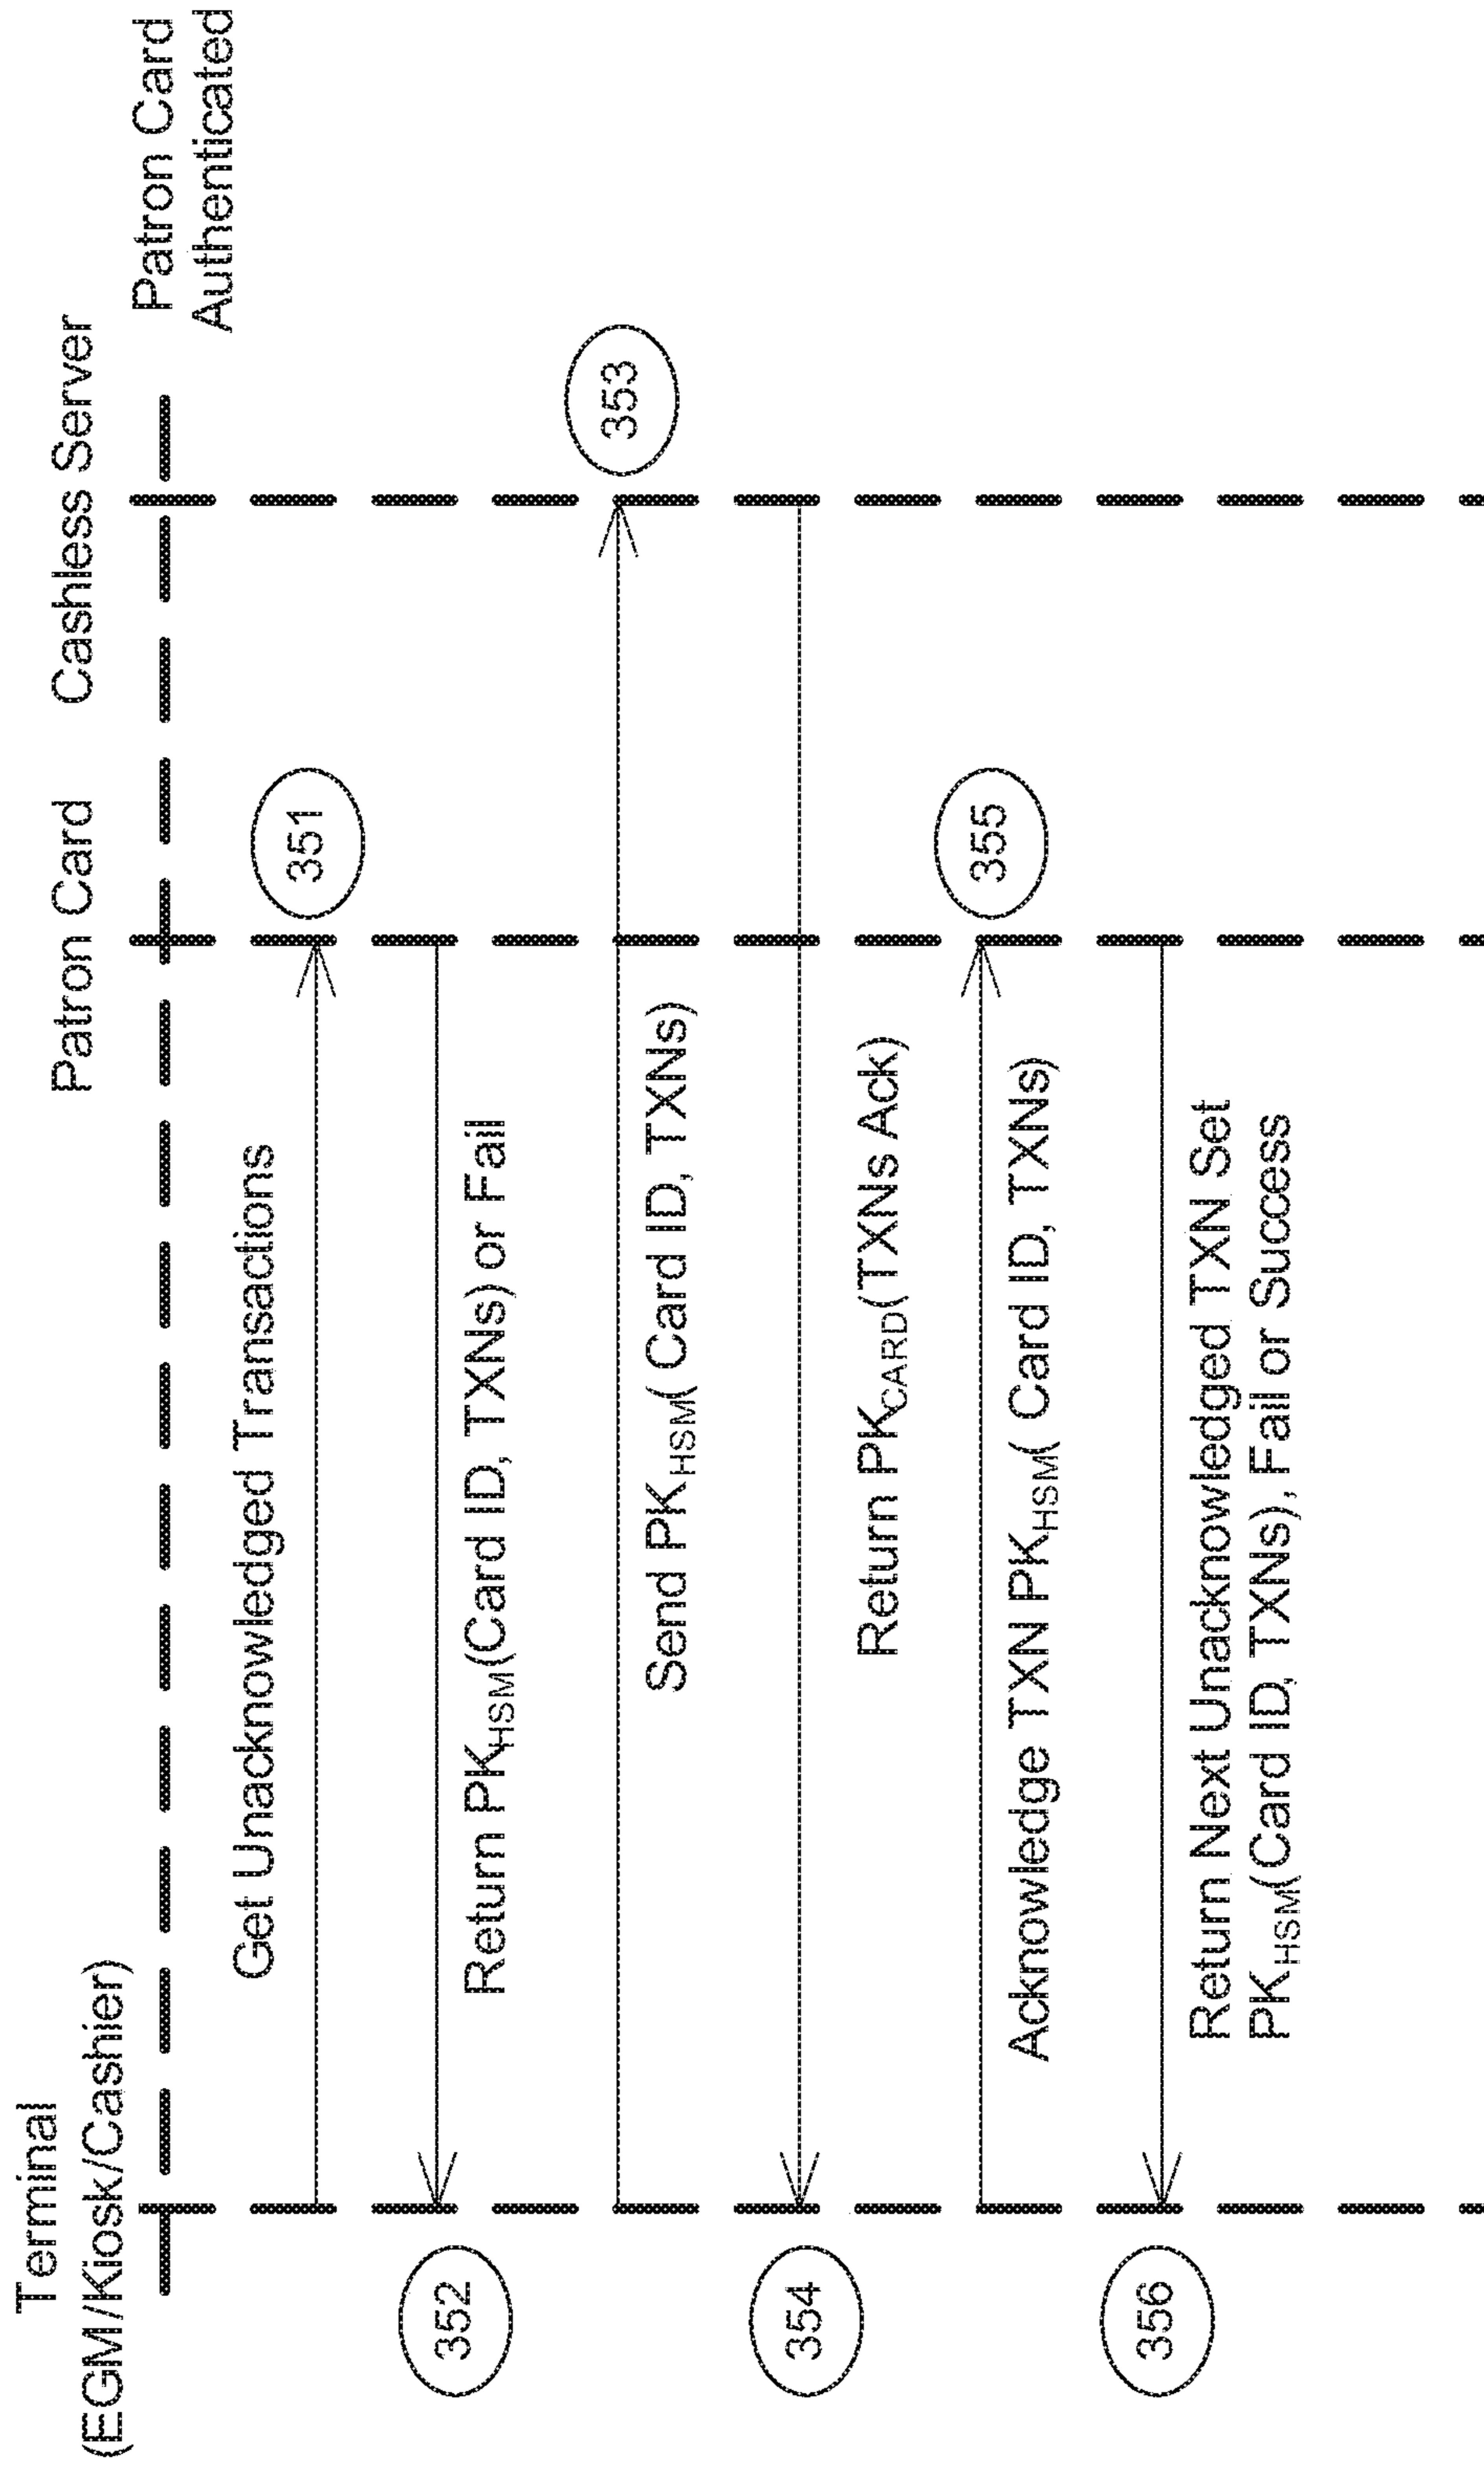 Terminal
(EGM/Kiosk/Cashier)
Patron Card
Cashless Server
Patron Card
Authenticated
Get Unacknowledged Transactions
351
Return PKHSM(Card ID, TXNs) or Fail
352
353
Send PKHSM( Card ID, TXNs)
354
Return PKCARD(TXNs Ack)
355
Acknowledge TXN PKHSM( Card ID, TXNs)
356
Return Next Unacknowledged TXN Set
PKHSM(Card ID, TXNs), Fail or Success